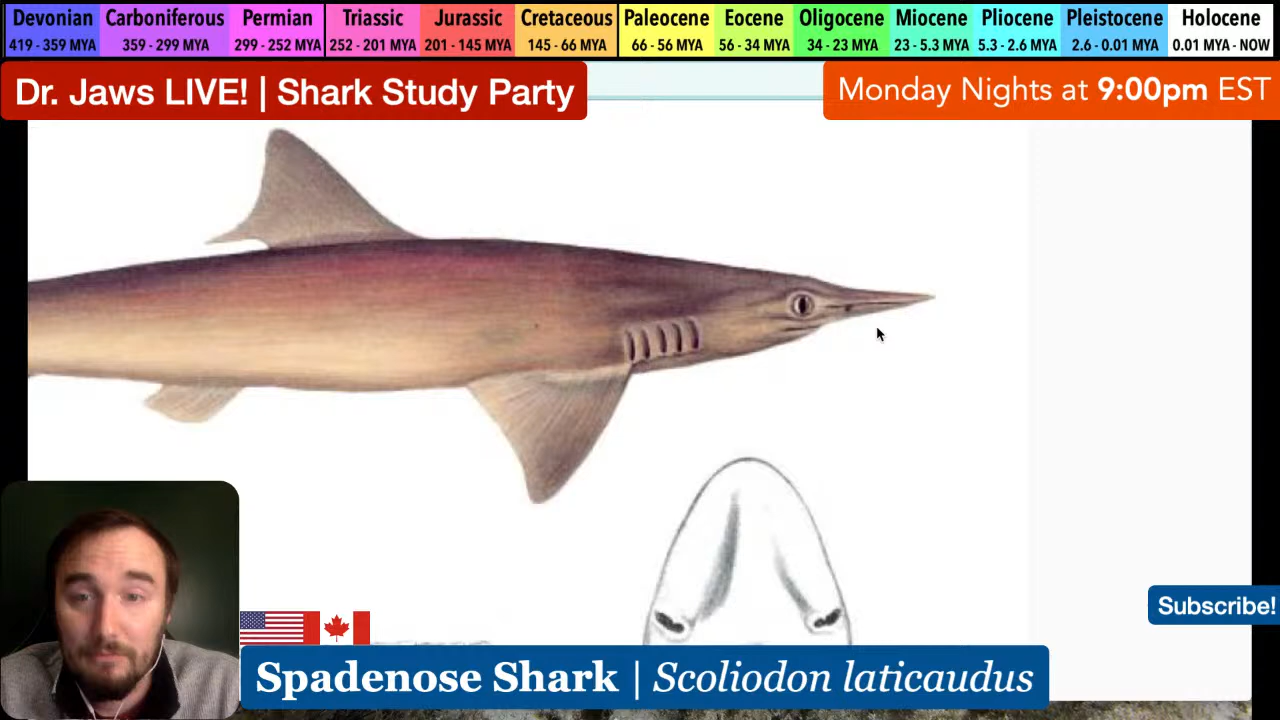 Devonian Carboniferous Permian Triassic Jurassic Cretaceous Paleocene Eocene Oligocene Miocene Pliocene Pleistocene Holocene
419 - 359 MYA 359 - 299 MYA 299 - 252 MYA 252 - 201 MYA 201 - 145 MYA 145 - 66 MYA 66 - 56 MYA 56 - 34 MYA 34 - 23 MYA 23 - 5.3 MYA 5.3 - 2.6 MYA 2.6 - 0.01 MYA 0.01 MYA - NOW
Dr. Jaws LIVE! | Shark Study Party
Monday Nights at 9:00pm EST
Subscribe!
Spadenose Shark | Scoliodon laticaudus